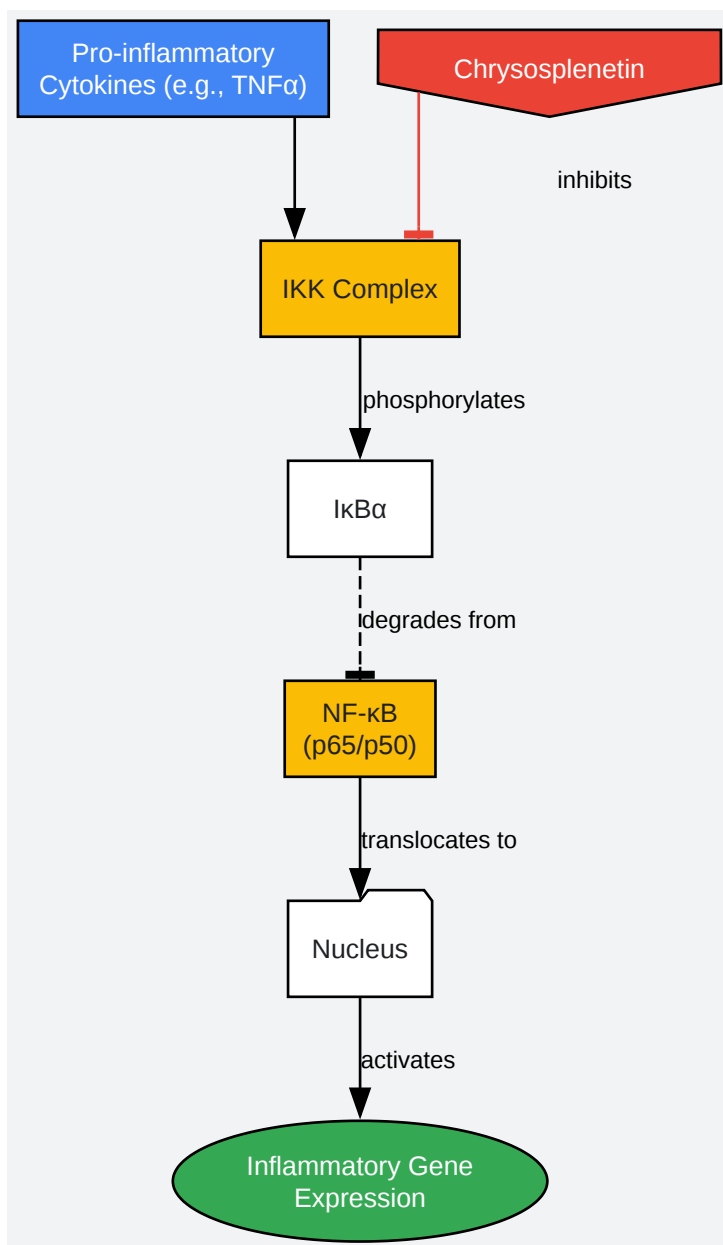 Pro-inflammatory
Cytokines (e.g., TNFα)
Chrysosplenetin
inhibits
IKK Complex
phosphorylates
IκBα
degrades from
NF-κB
(p65/p50)
translocates to
Nucleus
activates
Inflammatory Gene
Expression